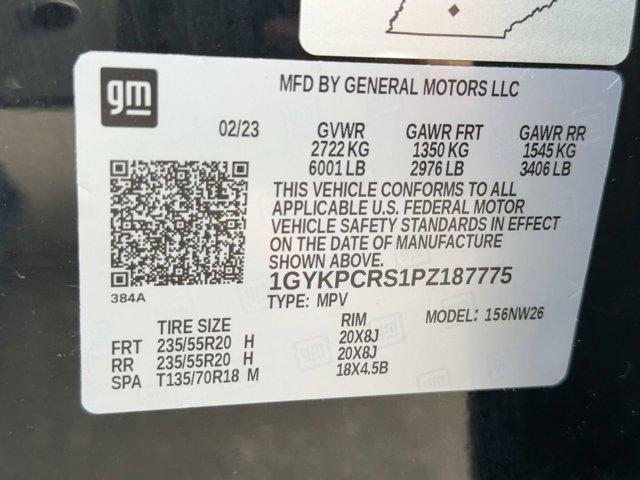 gm
MFD BY GENERAL MOTORS LLC
02/23 GVWR GAWR FRT GAWR RR
2722 KG 1350 KG 1545 KG
6001 LB 2976 LB 3406 LB
THIS VEHICLE CONFORMS TO ALL
APPLICABLE U.S. FEDERAL MOTOR
VEHICLE SAFETY STANDARDS IN EFFECT
ON THE DATE OF MANUFACTURE
SHOWN ABOVE.
384A
1GYKPCRS1PZ187775
TYPE: MPV MODEL: 156NW26
TIRE SIZE RIM
FRT 235/55R20 H 20X8J
RR 235/55R20 H 20X8J
SPA T135/70R18 M 18X4.5B